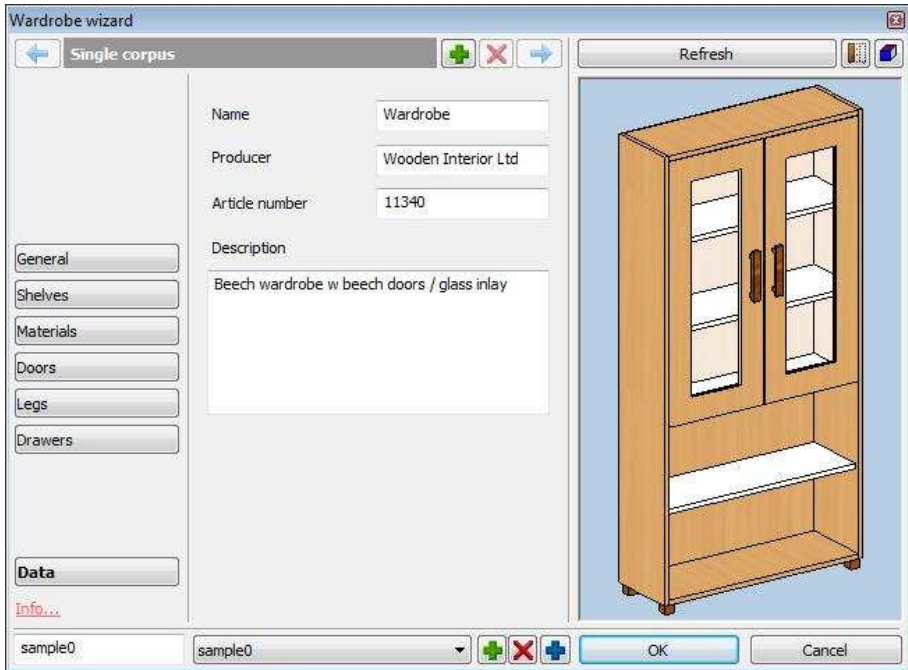 Wardrobe wizard
Single corpus
Refresh
Name
Wardrobe
Producer
Wooden Interior Ltd
Article number
11340
Description
Beech wardrobe w beech doors / glass inlay
General
Shelves
Materials
Doors
Legs
Drawers
Data
Info...
sample0
sample0
OK
Cancel